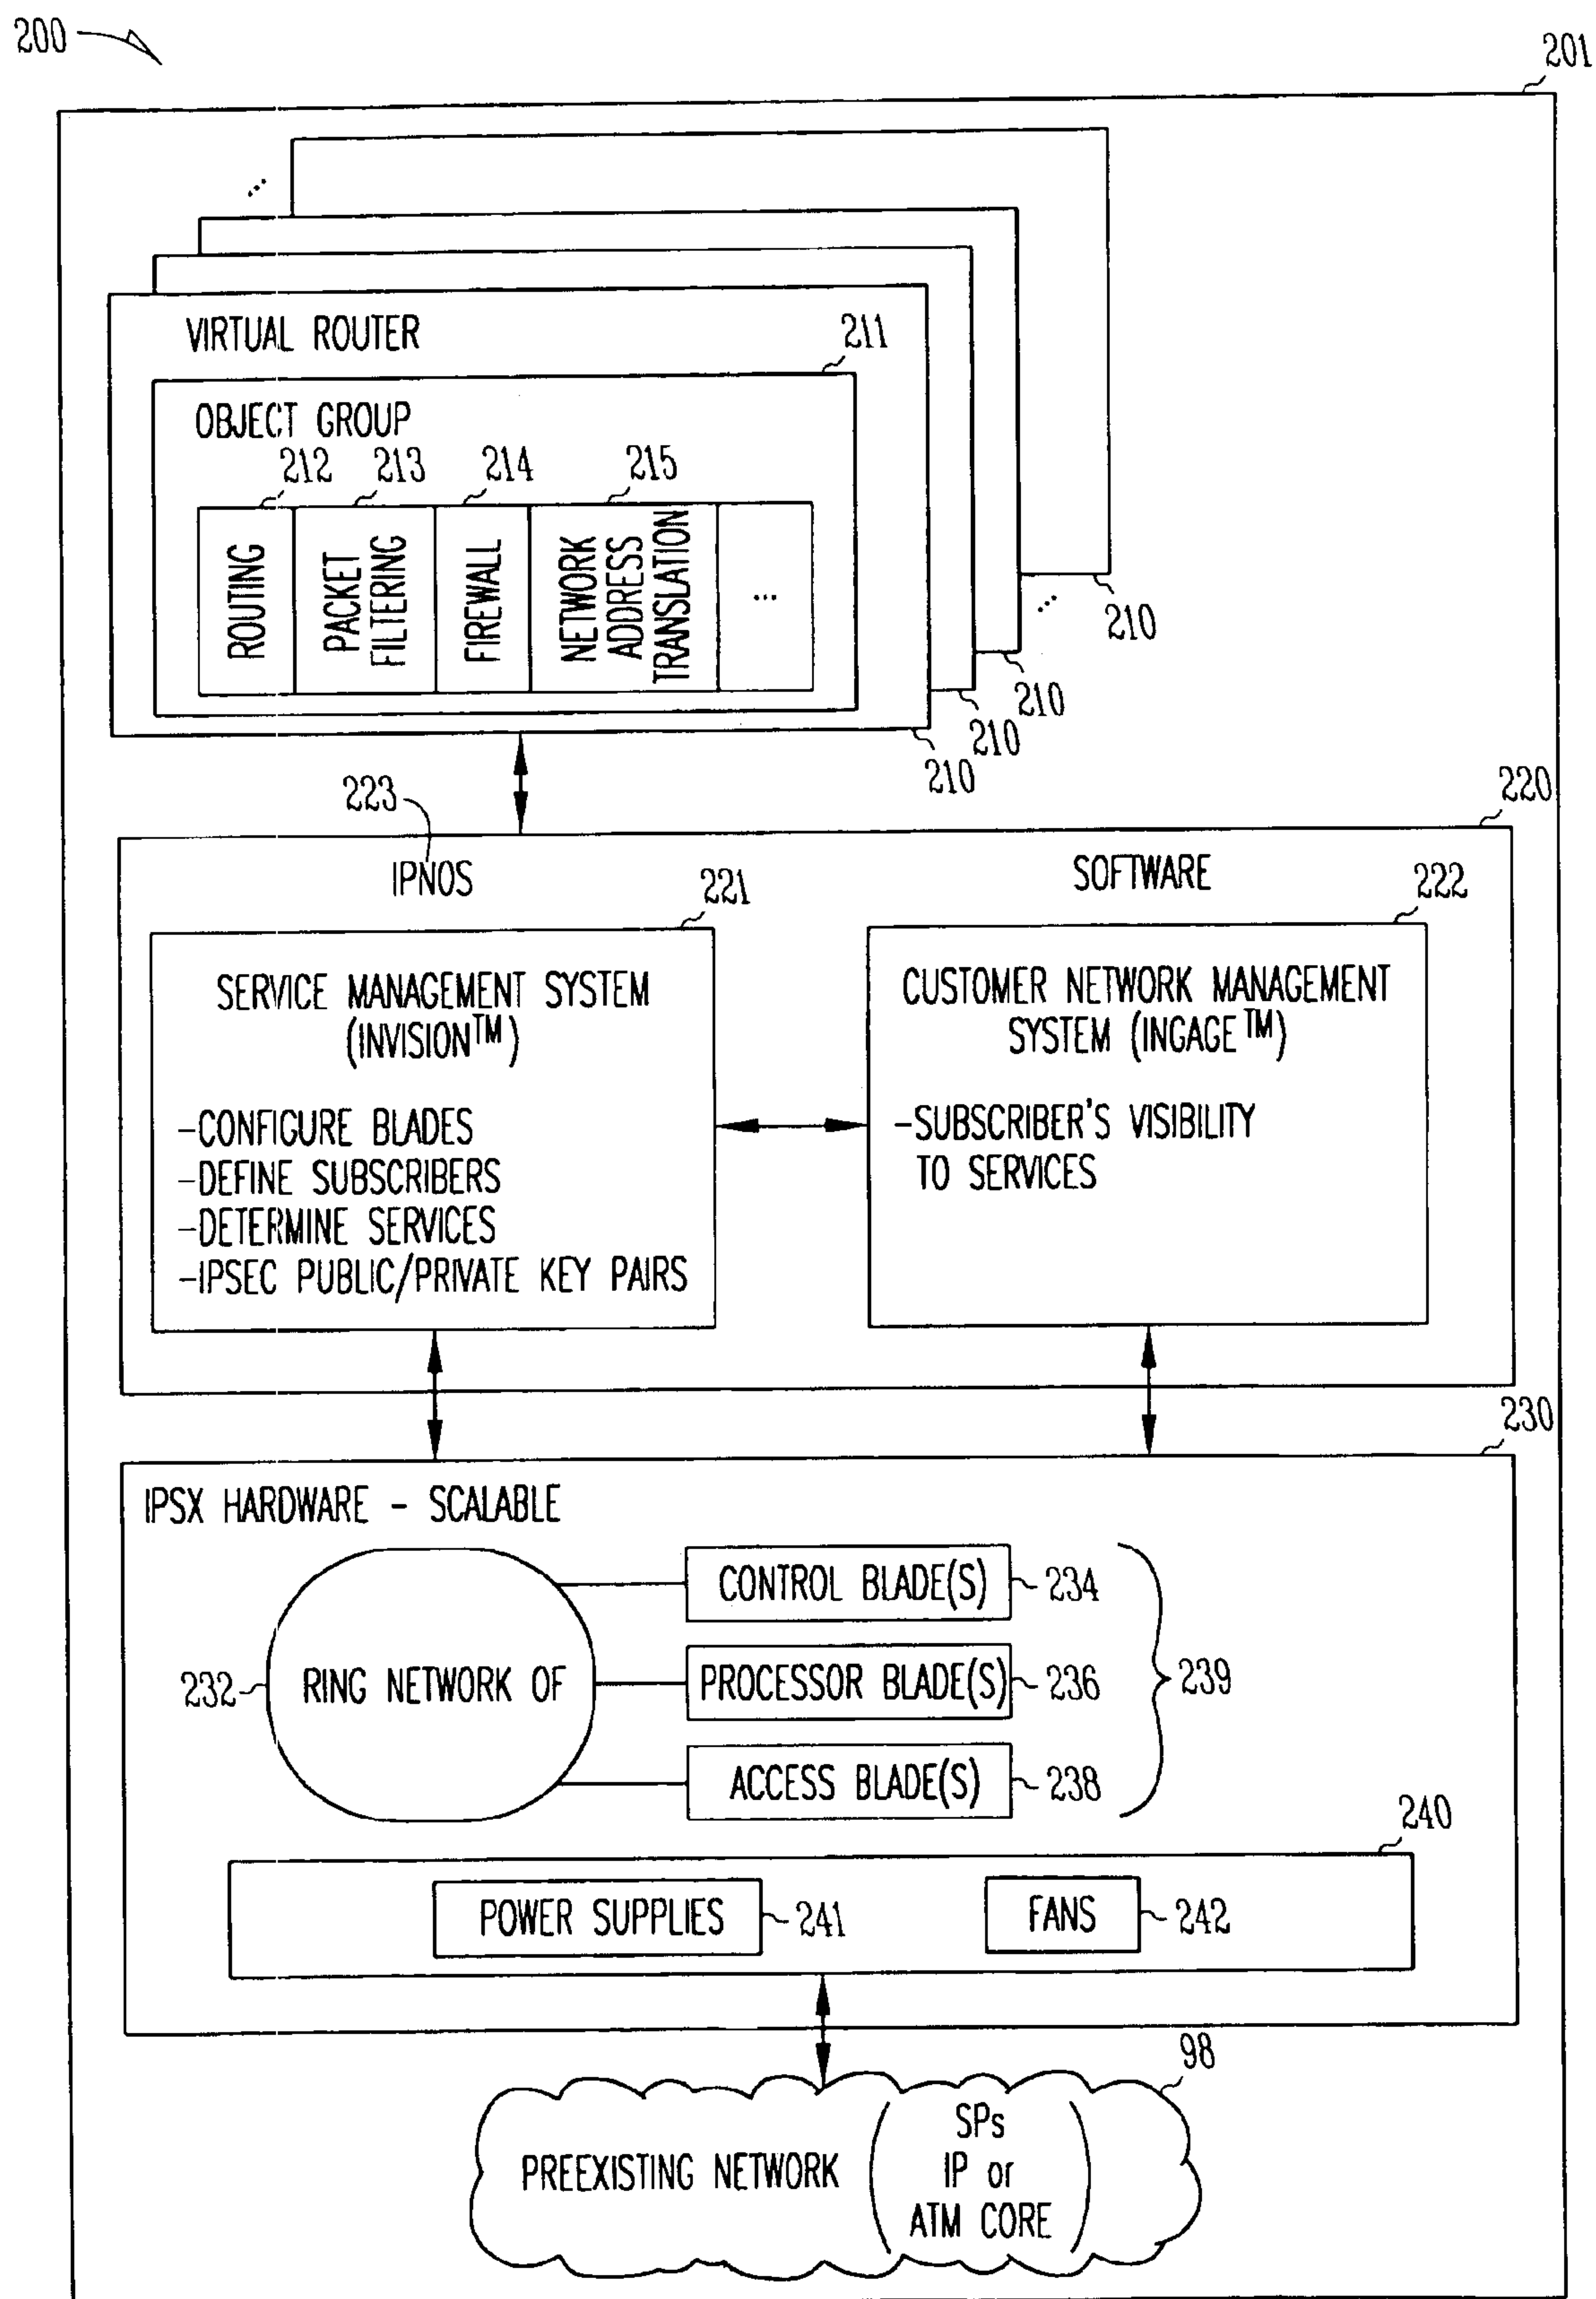 200
201
VIRTUAL ROUTER
211
OBJECT GROUP
212
213
214
215
ROUTING
PACKET
FILTERING
FIREWALL
NETWORK
ADDRESS
TRANSLATION
...
210
210
210
210
223
220
IPNOS
SOFTWARE
221
222
SERVICE MANAGEMENT SYSTEM
(INVISION™)
-CONFIGURE BLADES
-DEFINE SUBSCRIBERS
-DETERMINE SERVICES
-IPSEC PUBLIC/PRIVATE KEY PAIRS
CUSTOMER NETWORK MANAGEMENT
SYSTEM (INGAGE™)
-SUBSCRIBER'S VISIBILITY
TO SERVICES
230
IPSX HARDWARE - SCALABLE
232
RING NETWORK OF
CONTROL BLADE(S)
234
PROCESSOR BLADE(S)
236
ACCESS BLADE(S)
238
239
240
POWER SUPPLIES
241
FANS
242
98
PREEXISTING NETWORK
SPs
IP or
ATM CORE